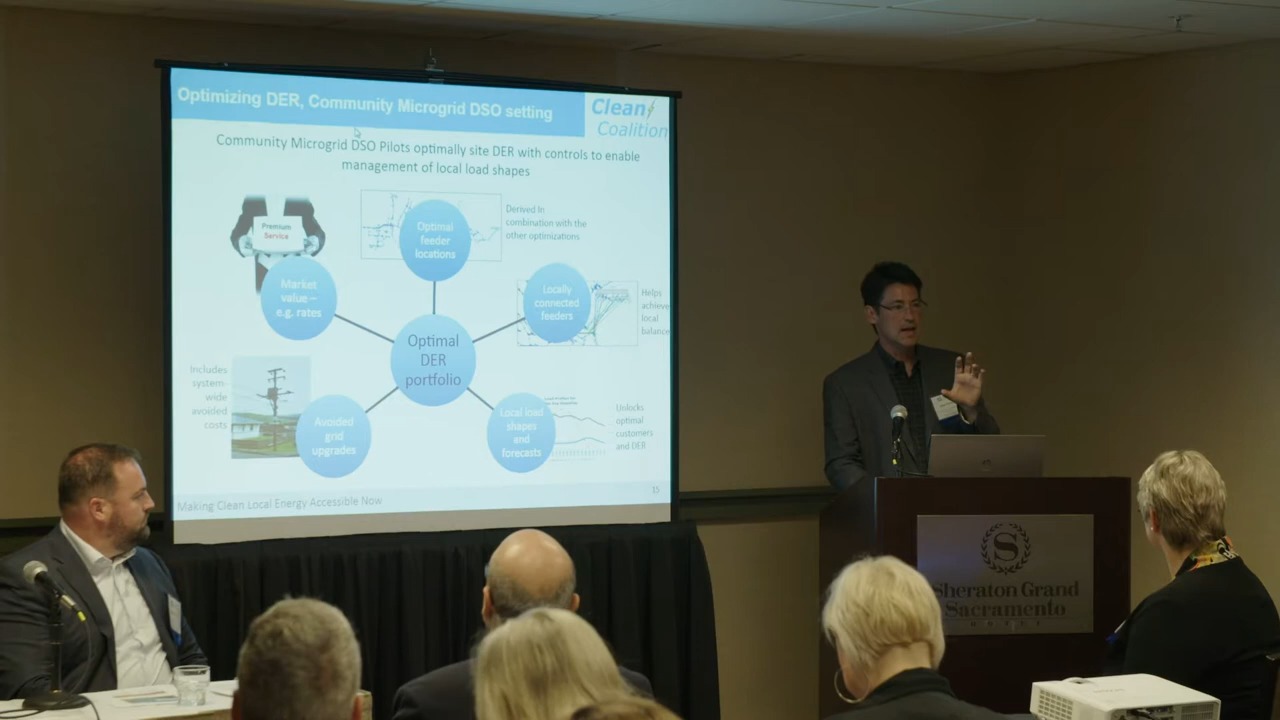 Optimizing DER, Community Microgrid DSO setting
Clean
Coalition
Community Microgrid DSO Pilots optimally site DER with controls to enable
management of local load shapes
Premium
Service
Optimal
feeder
locations
Derived in
combination with the
other optimizations
Market
value—
e.g. rates
Locally
connected
feeders
Helps
achieve
local
balance
Optimal
DER
portfolio
Includes
system-
wide
avoided
costs
Avoided
grid
upgrades
Local load
shapes
and
forecasts
Unlocks
optimal
customers
and DER
Making Clean Local Energy Accessible Now
15
S
Sheraton Grand
Sacramento
HOTEL